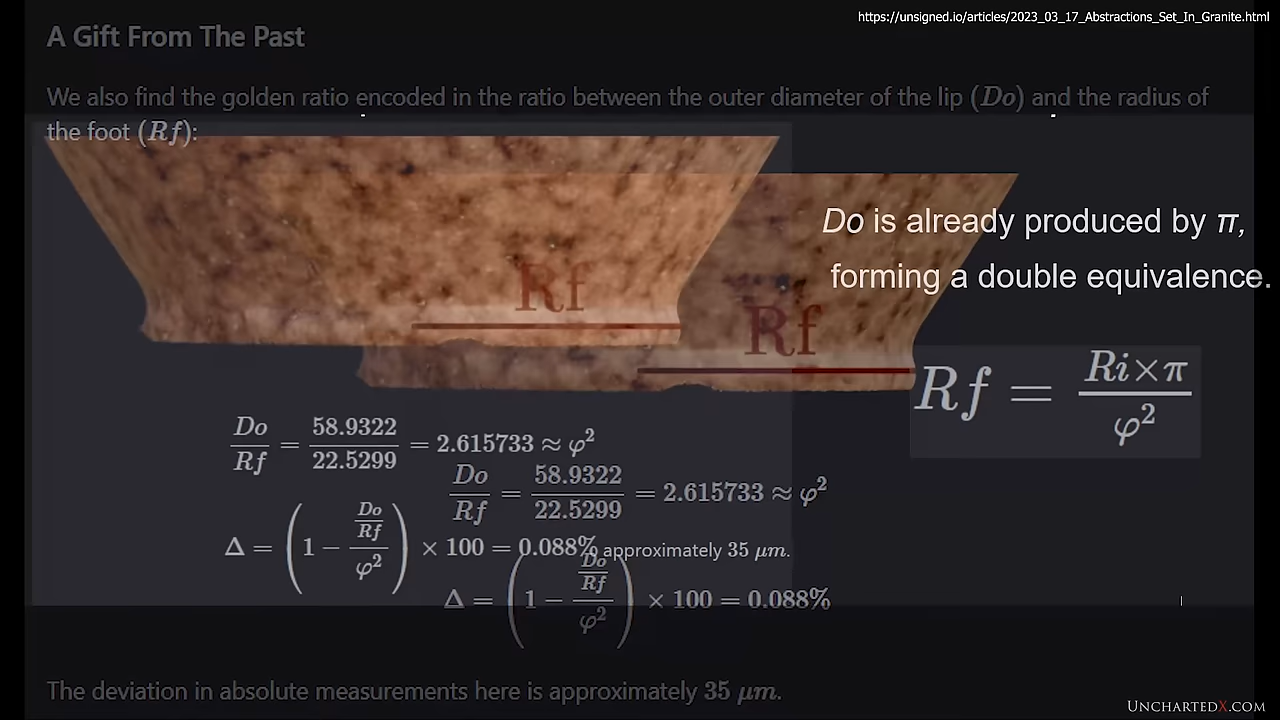 https://unsigned.io/articles/2023_03_17_Abstractions_Set_In_Granite.html
A Gift From The Past
We also find the golden ratio encoded in the ratio between the outer diameter of the lip (Do) and the radius of
the foot (Rf):
Do is already produced by π,
forming a double equivalence.
Rf
Rf
Rf = Ri×π / φ²
Do / Rf = 58.9322 / 22.5299 = 2.615733 ≈ φ²
Do / Rf = 58.9322 / 22.5299 = 2.615733 ≈ φ²
Δ = (1 − (Do / Rf) / φ²) × 100 = 0.088%
approximately 35 μm.
Δ = (1 − (Do / Rf) / φ²) × 100 = 0.088%
The deviation in absolute measurements here is approximately 35 μm.
UNCHARTEDX.COM